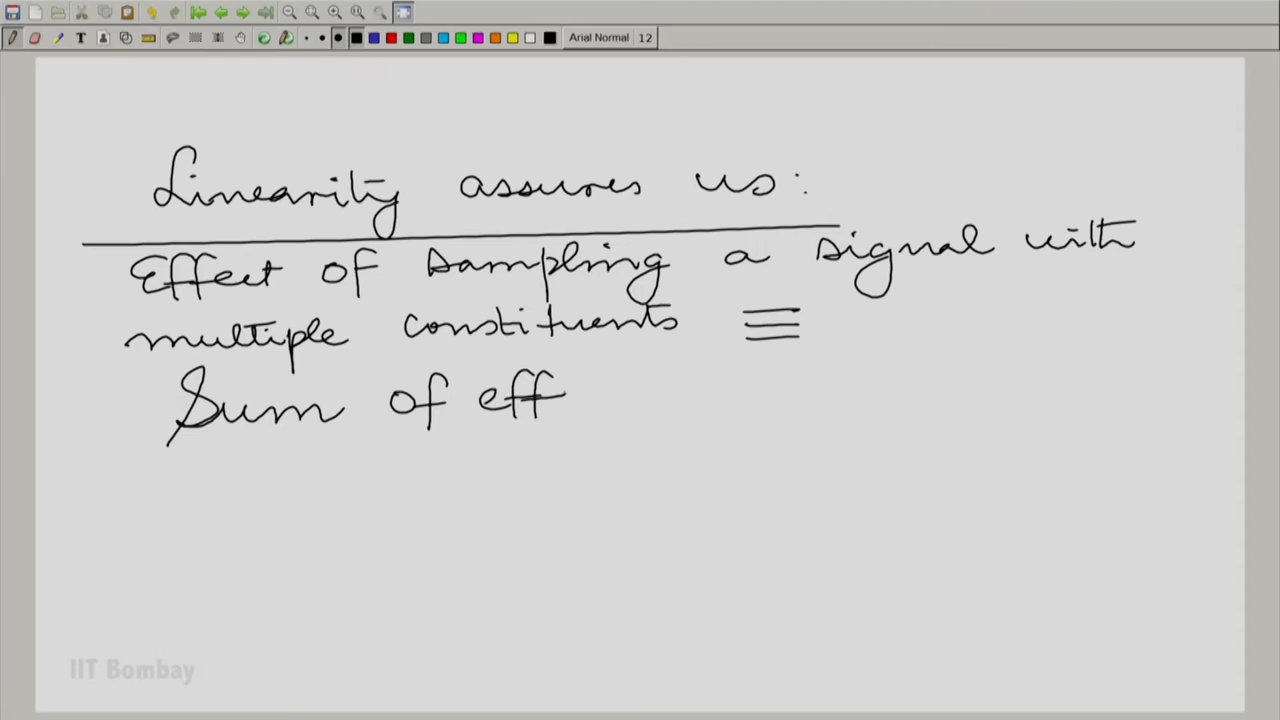 Arial Normal 12
Linearity assures us:
Effect of sampling a signal with
multiple constituents ≡
Sum of eff
IIT Bombay